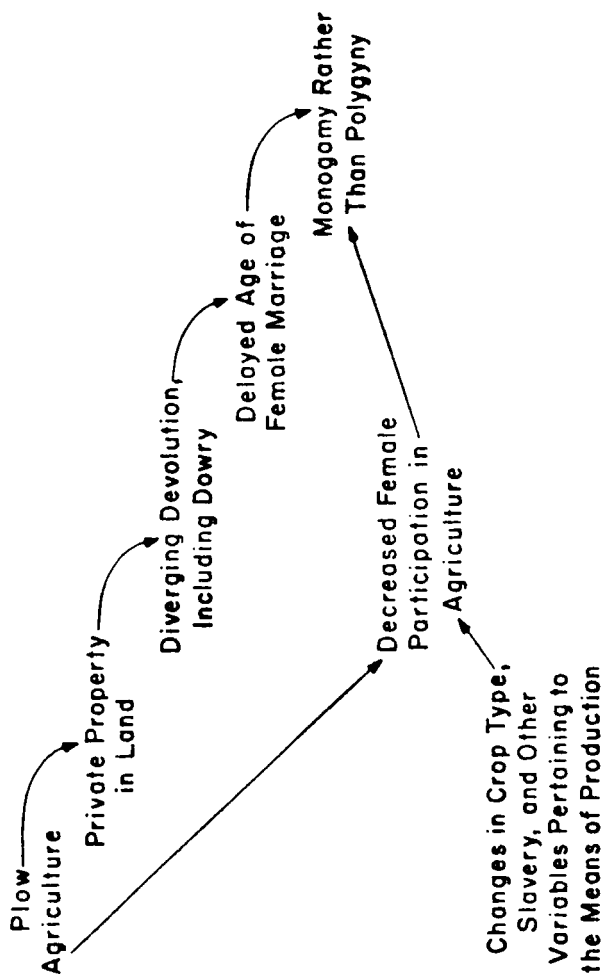 Plow
Agriculture
Private Property
in Land
Diverging Devolution,
Including Dowry
Delayed Age of
Female Marriage
Monogamy Rather
Than Polygyny
Decreased Female
Participation in
Agriculture
Changes in Crop Type,
Slavery, and Other
Variables Pertaining to
the Means of Production